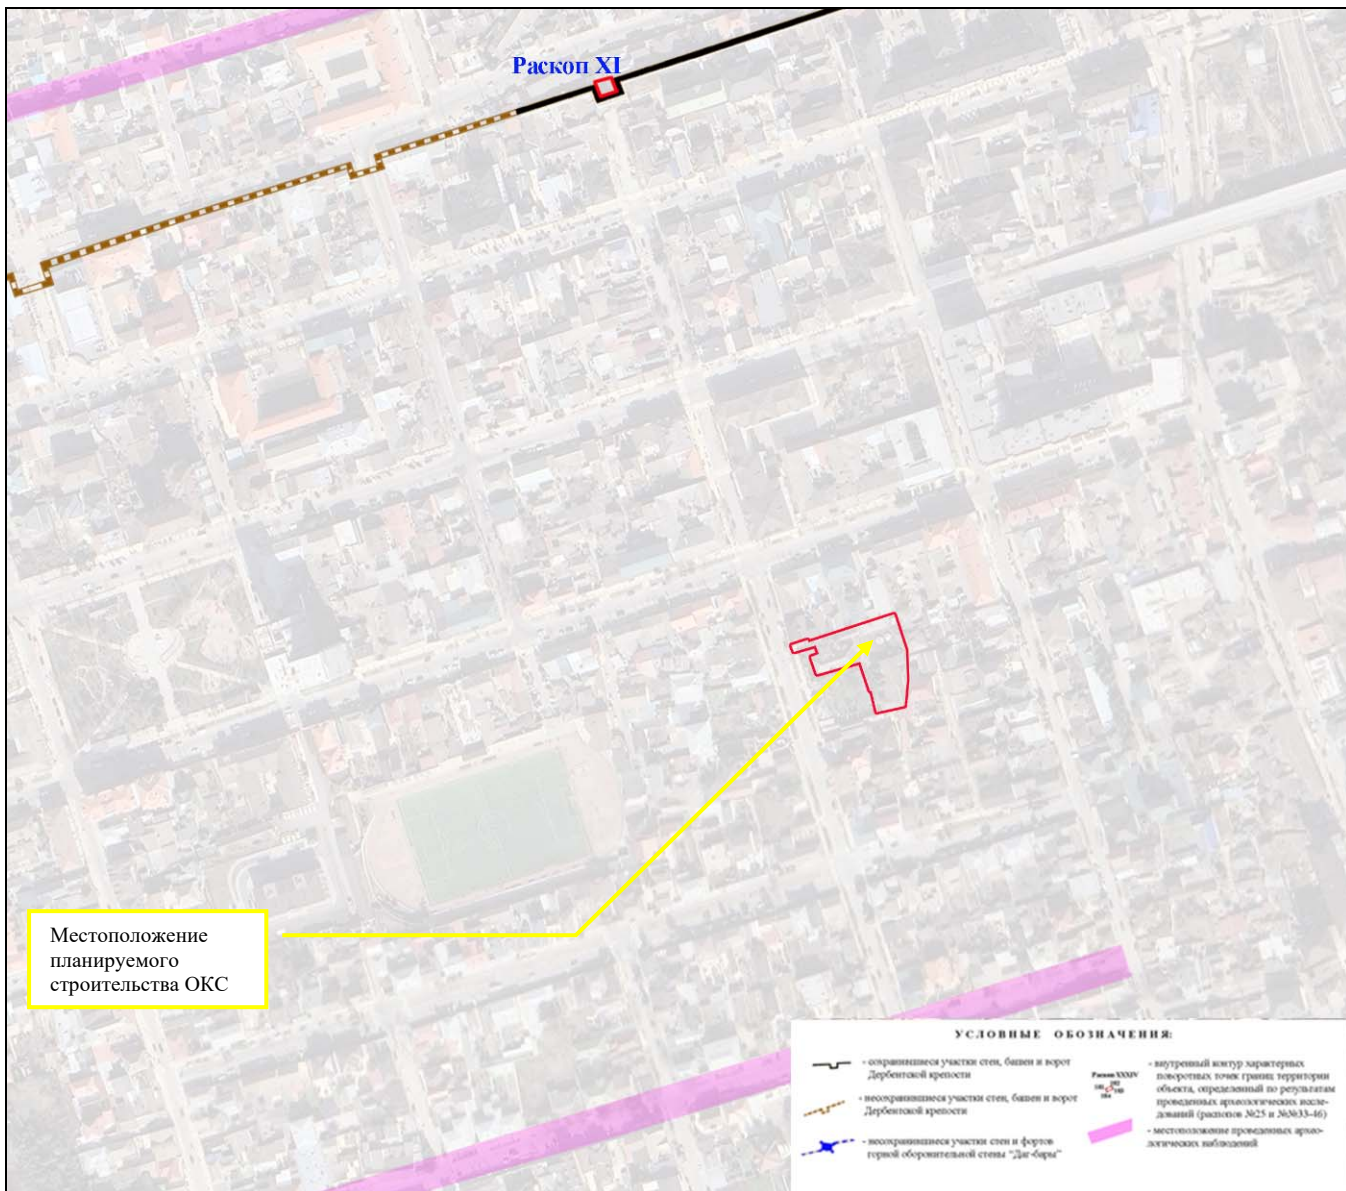 Раскоп XI
Местоположение
планируемого
строительства ОКС
УСЛОВНЫЕ ОБОЗНАЧЕНИЯ:
- сохранившиеся участки стен, башен и ворот
Дербентской крепости
- несохранившиеся участки стен, башен и ворот
Дербентской крепости
- несохранившиеся участки стен и фортов
горной оборонительной стены "Даг-бары"
Раскоп XXXIV
- внутренний контур характерных
поворотных точек границ территории
объекта, определенный по результатам
проведенных археологических иссле-
дований (раскопов №25 и №№33-46)
- местоположение проведенных архео-
логических наблюдений